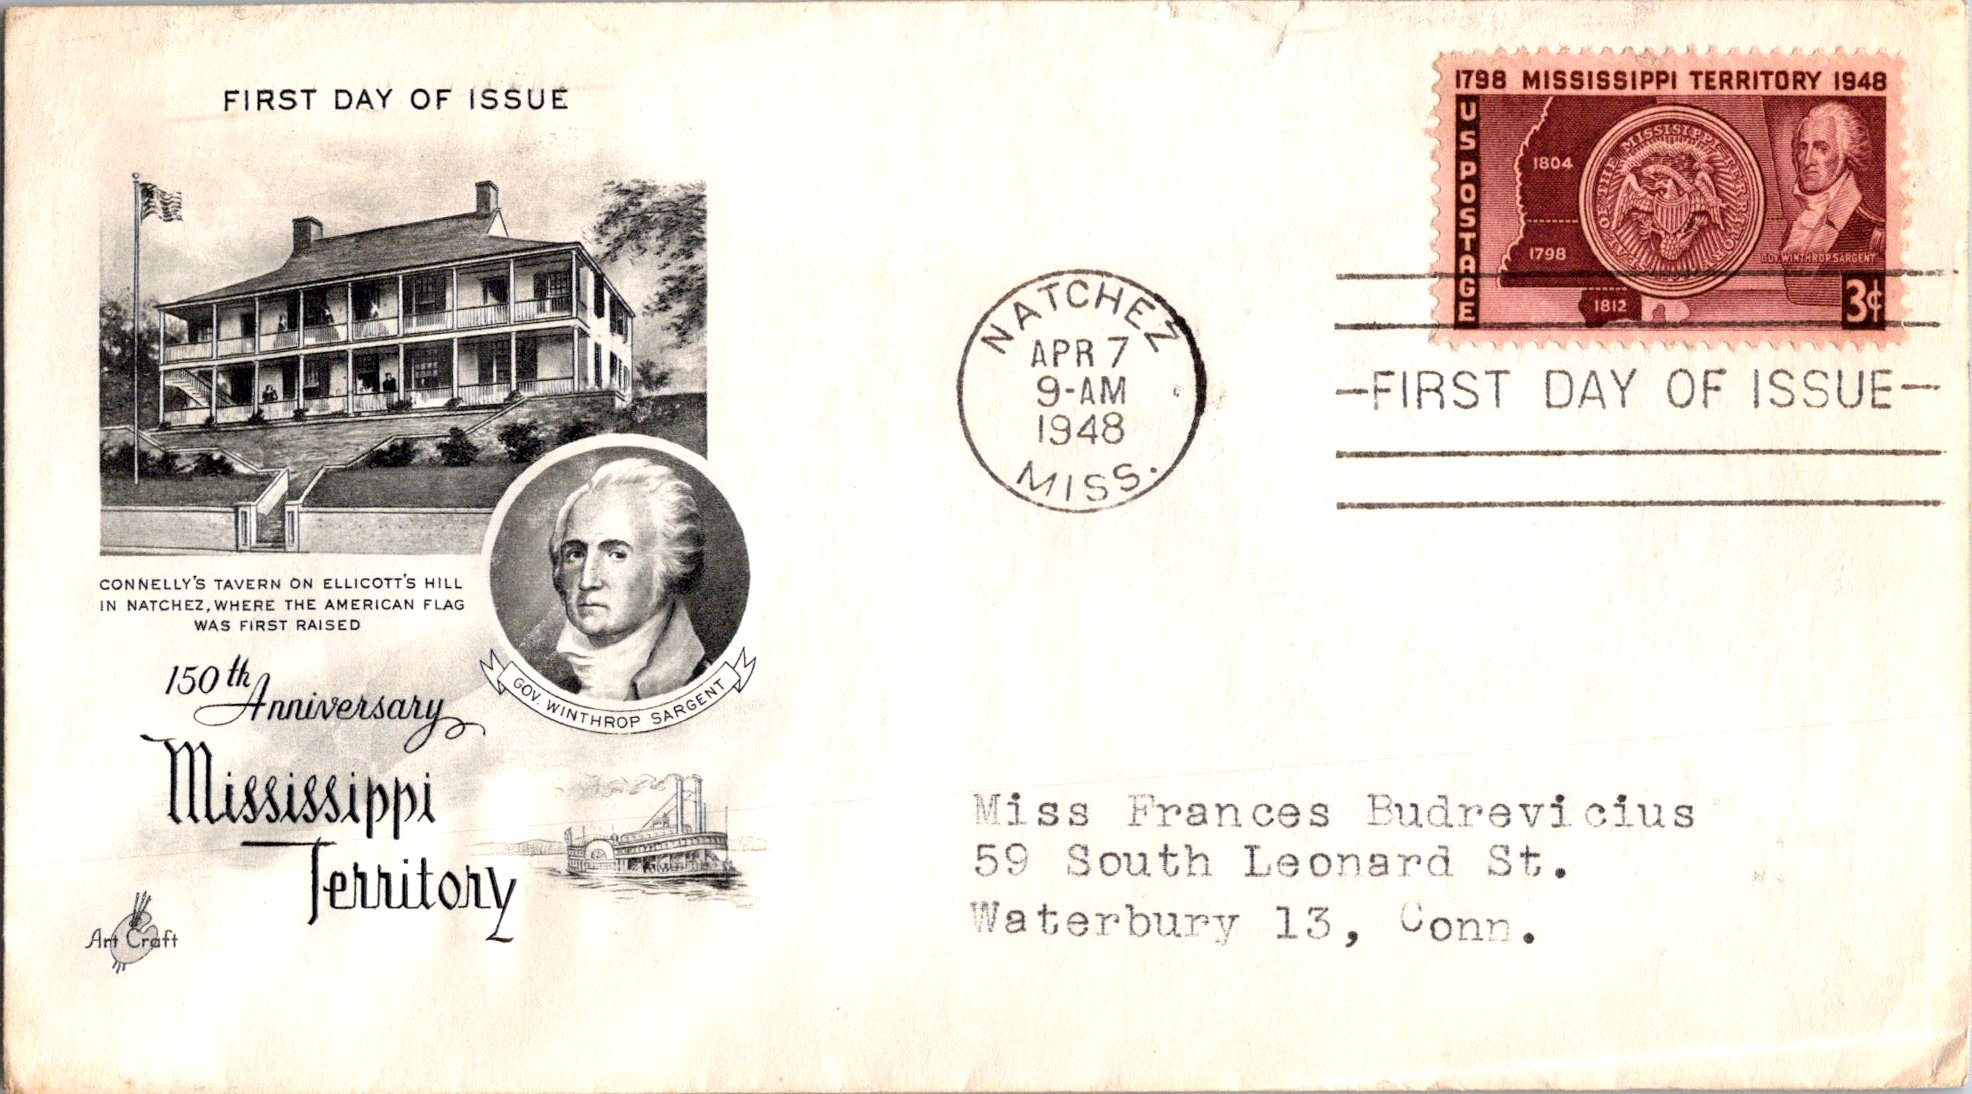 FIRST DAY OF ISSUE
CONNELLY'S TAVERN ON ELLICOTT'S HILL
IN NATCHEZ, WHERE THE AMERICAN FLAG
WAS FIRST RAISED
GOV. WINTHROP SARGENT
150th
Anniversary
Mississippi
Territory
Art Craft
NATCHEZ
APR 7
9-AM
1948
MISS.
1798 MISSISSIPPI TERRITORY 1948
US POSTAGE
1804
1798
1812
THE MISSISSIPPI TERRITORY
GOV. WINTHROP SARGENT
3¢
FIRST DAY OF ISSUE
Miss Frances Budrevicius
59 South Leonard St.
Waterbury 13, Conn.